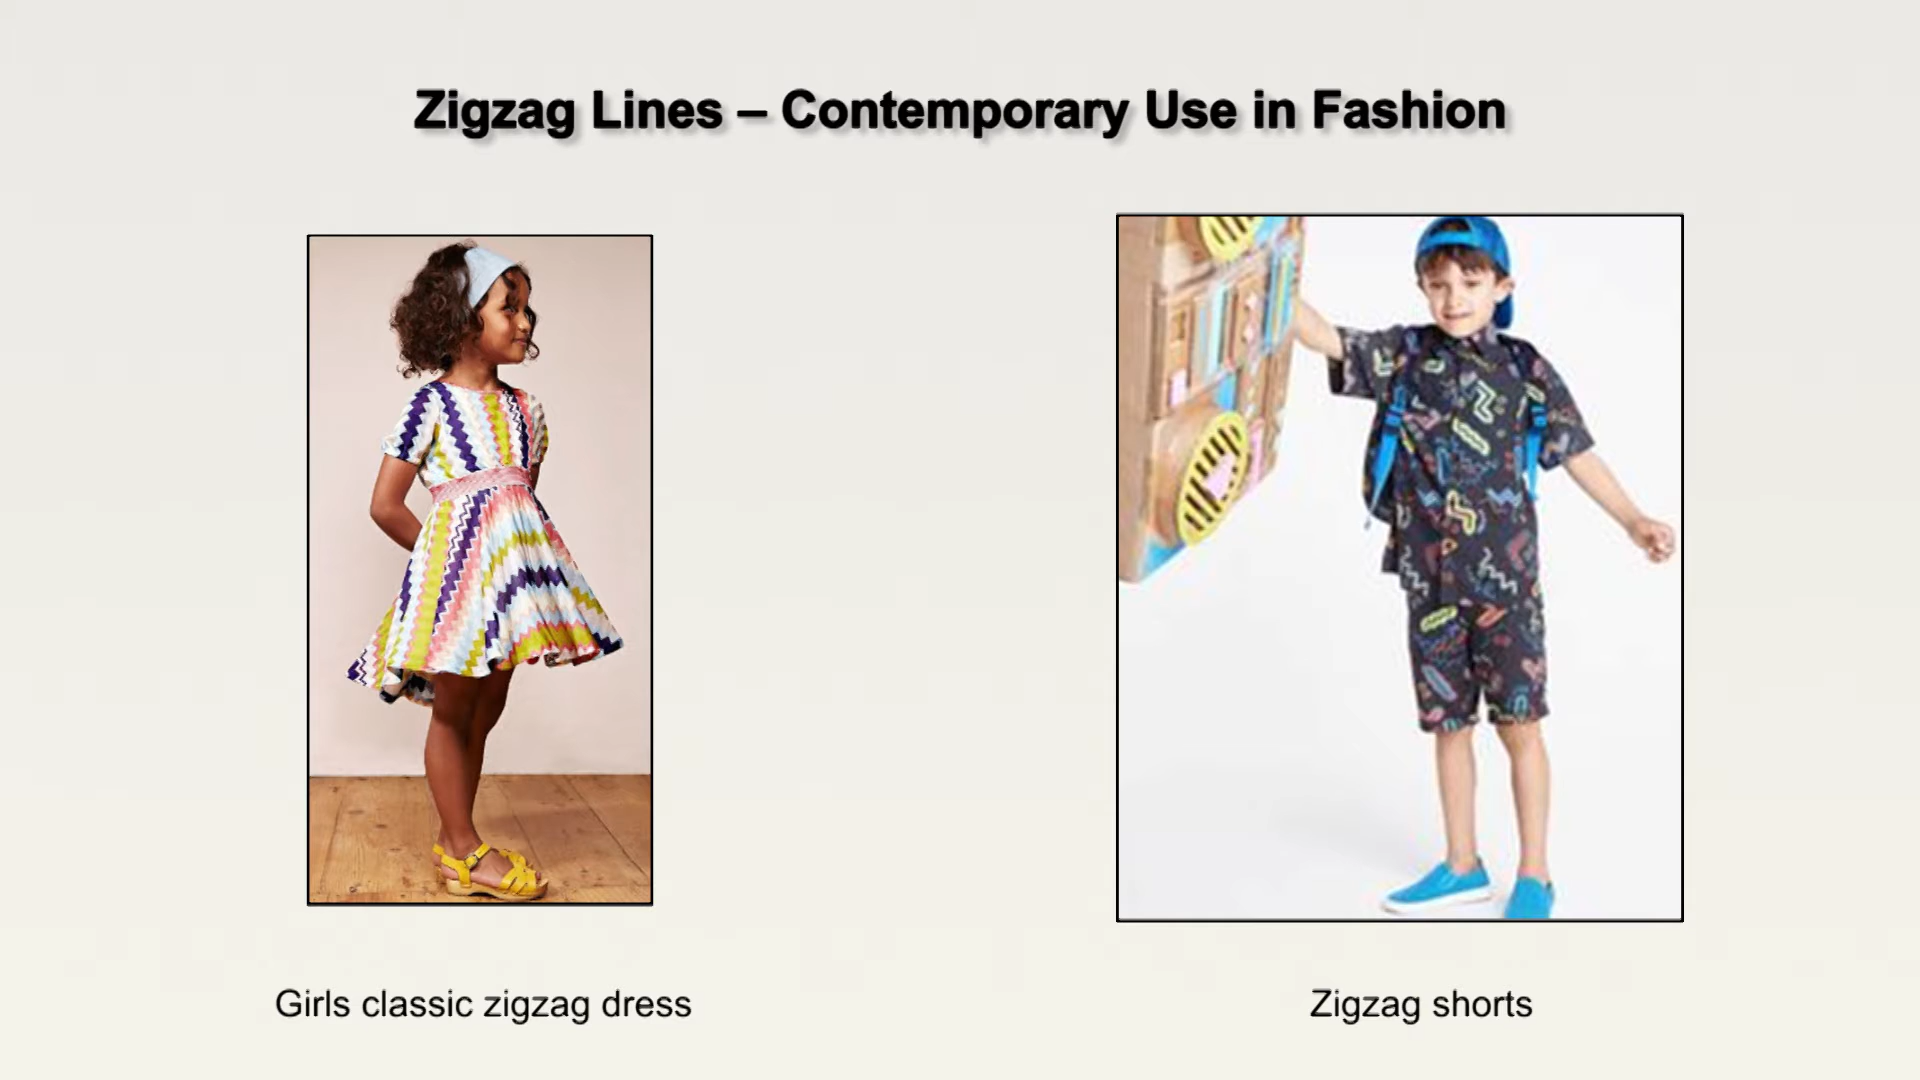 Zigzag Lines – Contemporary Use in Fashion
Girls classic zigzag dress
Zigzag shorts